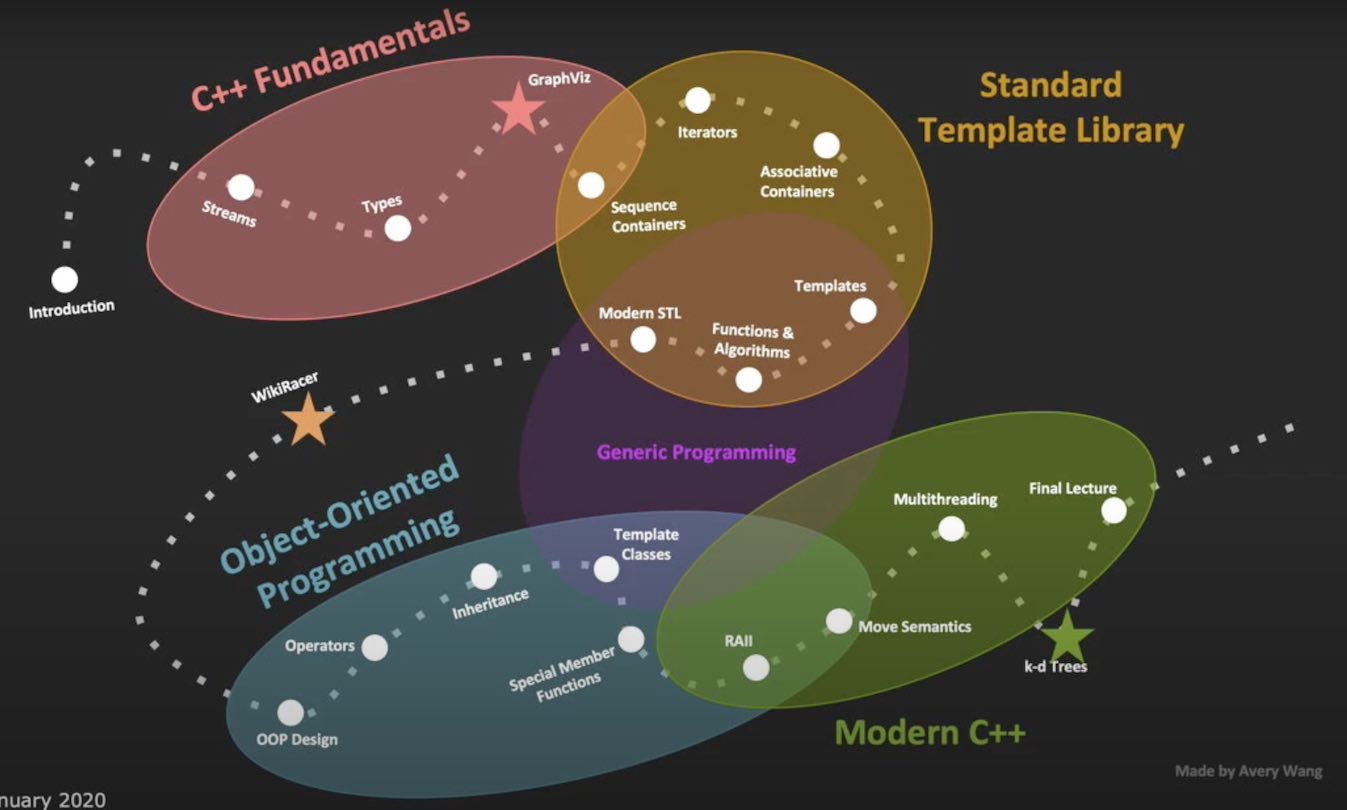 C++ Fundamentals
GraphViz
Standard
Template Library
Iterators
Associative
Containers
Streams
Types
Sequence
Containers
Introduction
Templates
Modern STL
Functions &
Algorithms
WikiRacer
Generic Programming
Object-Oriented
Programming
Multithreading
Final Lecture
Template
Classes
Inheritance
Operators
RAII
Move Semantics
Special Member
Functions
k-d Trees
OOP Design
Modern C++
Made by Avery Wang
nuary 2020